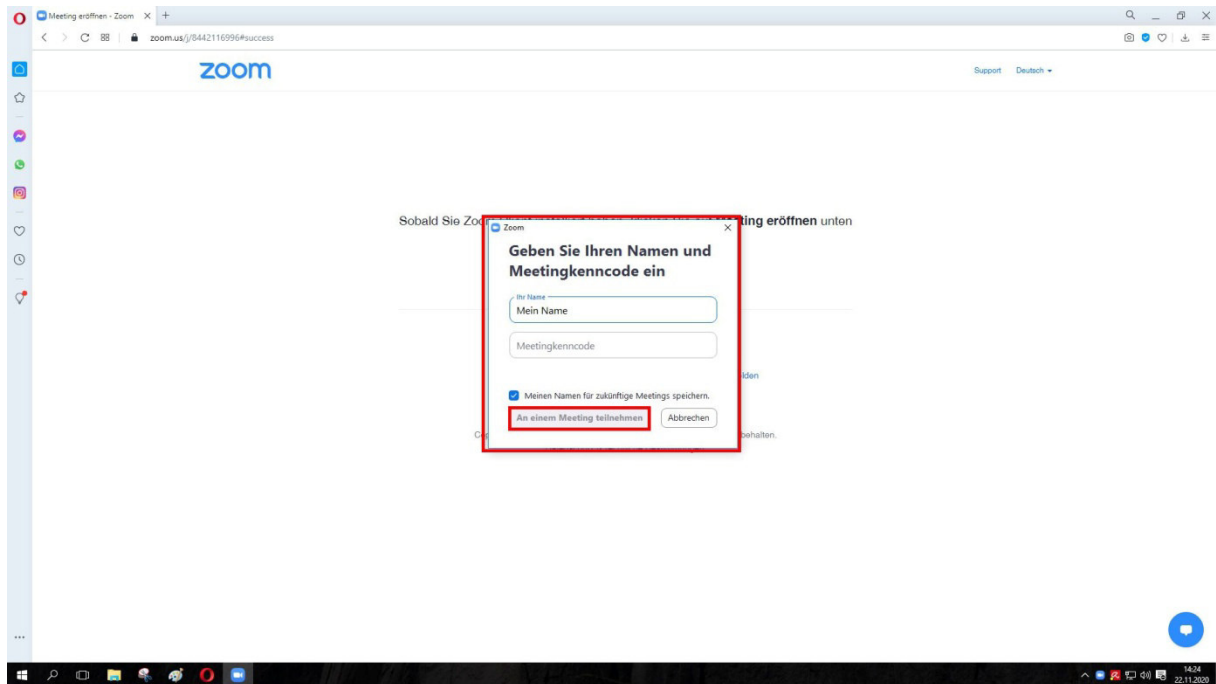 Meeting eröffnen - Zoom
zoom.us/j/8442116996#success
zoom
Support Deutsch
Sobald Sie Zoo
ting eröffnen unten
Zoom
Geben Sie Ihren Namen und
Meetingkenncode ein
Ihr Name
Mein Name
Meetingkenncode
lden
Meinen Namen für zukünftige Meetings speichern.
An einem Meeting teilnehmen Abbrechen
behalten.
14:24
22.11.2020